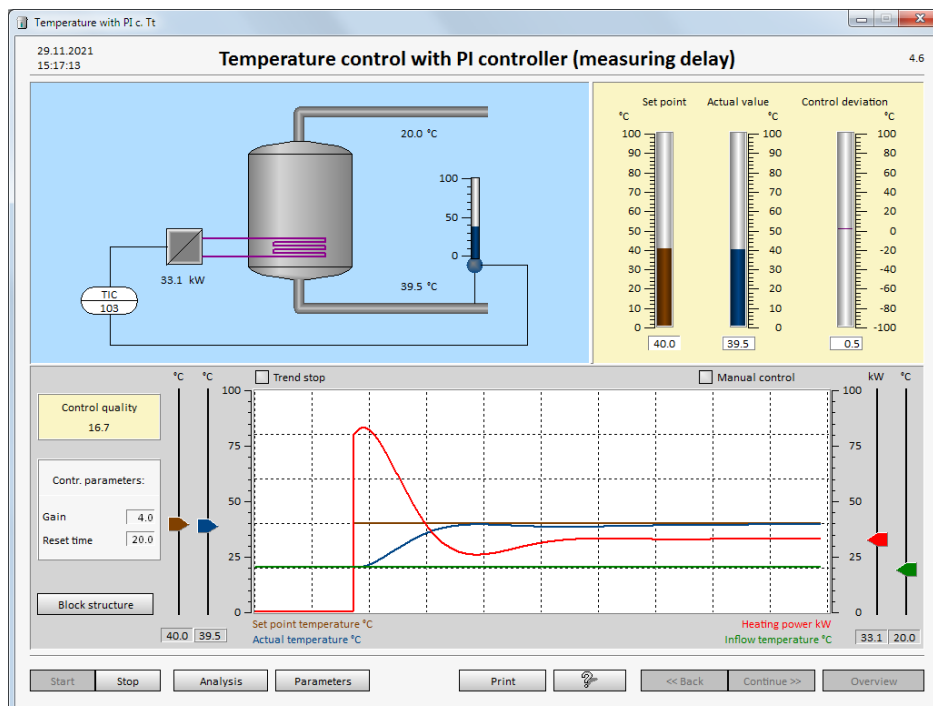 Temperature with PI c. Tt
29.11.2021
15:17:13
Temperature control with PI controller (measuring delay)
4.6
20.0 °C
100
50
0
33.1 kW
39.5 °C
TIC
103
Set point Actual value Control deviation
°C °C °C
100 100 100
90 90 80
80 80 60
70 70 40
60 60 20
50 50 0
40 40 -20
30 30 -40
20 20 -60
10 10 -80
0 0 -100
40.0 39.5 0.5
°C °C Trend stop Manual control kW °C
100 100
75 75
50 50
25 25
0 0
Control quality
16.7
Contr. parameters:
Gain 4.0
Reset time 20.0
Block structure
40.0 39.5
Set point temperature °C Heating power kW
Actual temperature °C Inflow temperature °C
33.1 20.0
Start Stop Analysis Parameters Print ? << Back Continue >> Overview